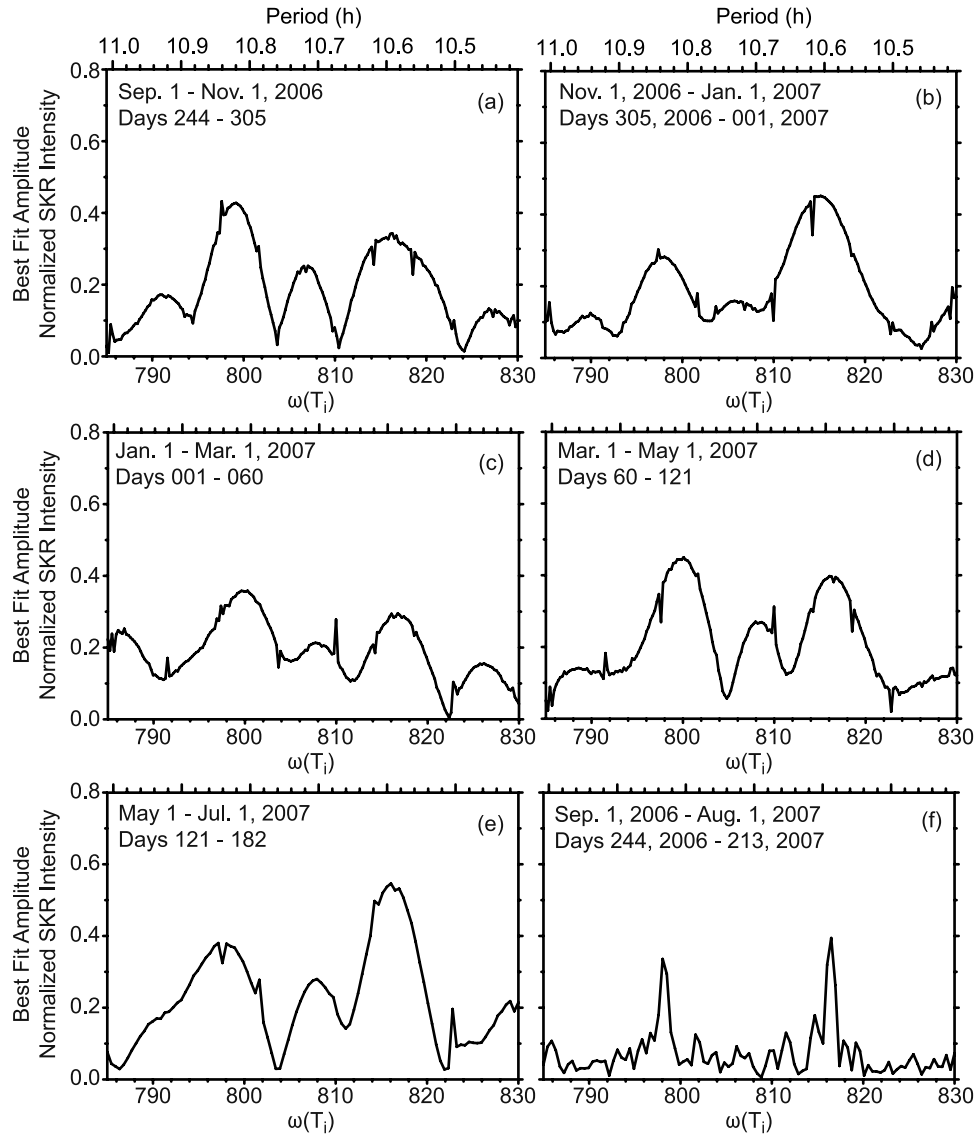 Period (h)
11.0 10.9 10.8 10.7 10.6 10.5
Period (h)
11.0 10.9 10.8 10.7 10.6 10.5
Best Fit Amplitude
Normalized SKR Intensity
0.8
0.6
0.4
0.2
0.0
Sep. 1 - Nov. 1, 2006
Days 244 - 305
(a)
790 800 810 820 830
ω(Tᵢ)
Nov. 1, 2006 - Jan. 1, 2007
Days 305, 2006 - 001, 2007
(b)
790 800 810 820 830
ω(Tᵢ)
Best Fit Amplitude
Normalized SKR Intensity
0.8
0.6
0.4
0.2
0.0
Jan. 1 - Mar. 1, 2007
Days 001 - 060
(c)
790 800 810 820 830
ω(Tᵢ)
Mar. 1 - May 1, 2007
Days 60 - 121
(d)
790 800 810 820 830
ω(Tᵢ)
Best Fit Amplitude
Normalized SKR Intensity
0.8
0.6
0.4
0.2
0.0
May 1 - Jul. 1, 2007
Days 121 - 182
(e)
790 800 810 820 830
ω(Tᵢ)
Sep. 1, 2006 - Aug. 1, 2007
Days 244, 2006 - 213, 2007
(f)
790 800 810 820 830
ω(Tᵢ)